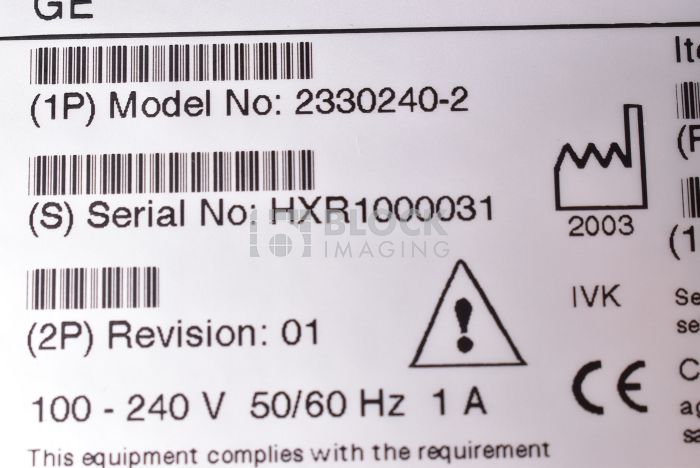 GE
(1P) Model No: 2330240-2
(S) Serial No: HXR1000031
BLOCK
IMAGING
2003
(2P) Revision: 01
IVK
100 - 240 V 50/60 Hz 1 A
CE
This equipment complies with the requirement